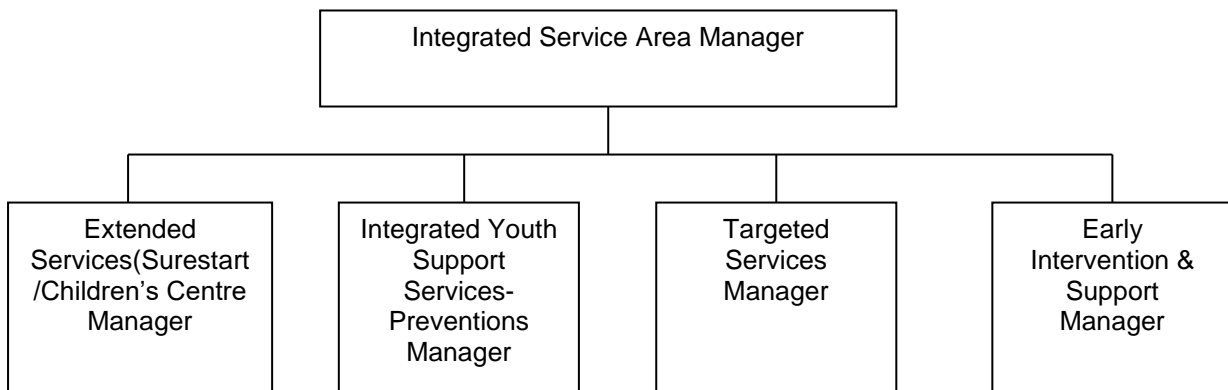 Integrated Service Area Manager
Extended
Services(Surestart
/Children’s Centre
Manager
Integrated Youth
Support
Services-
Preventions
Manager
Targeted
Services
Manager
Early
Intervention &
Support
Manager